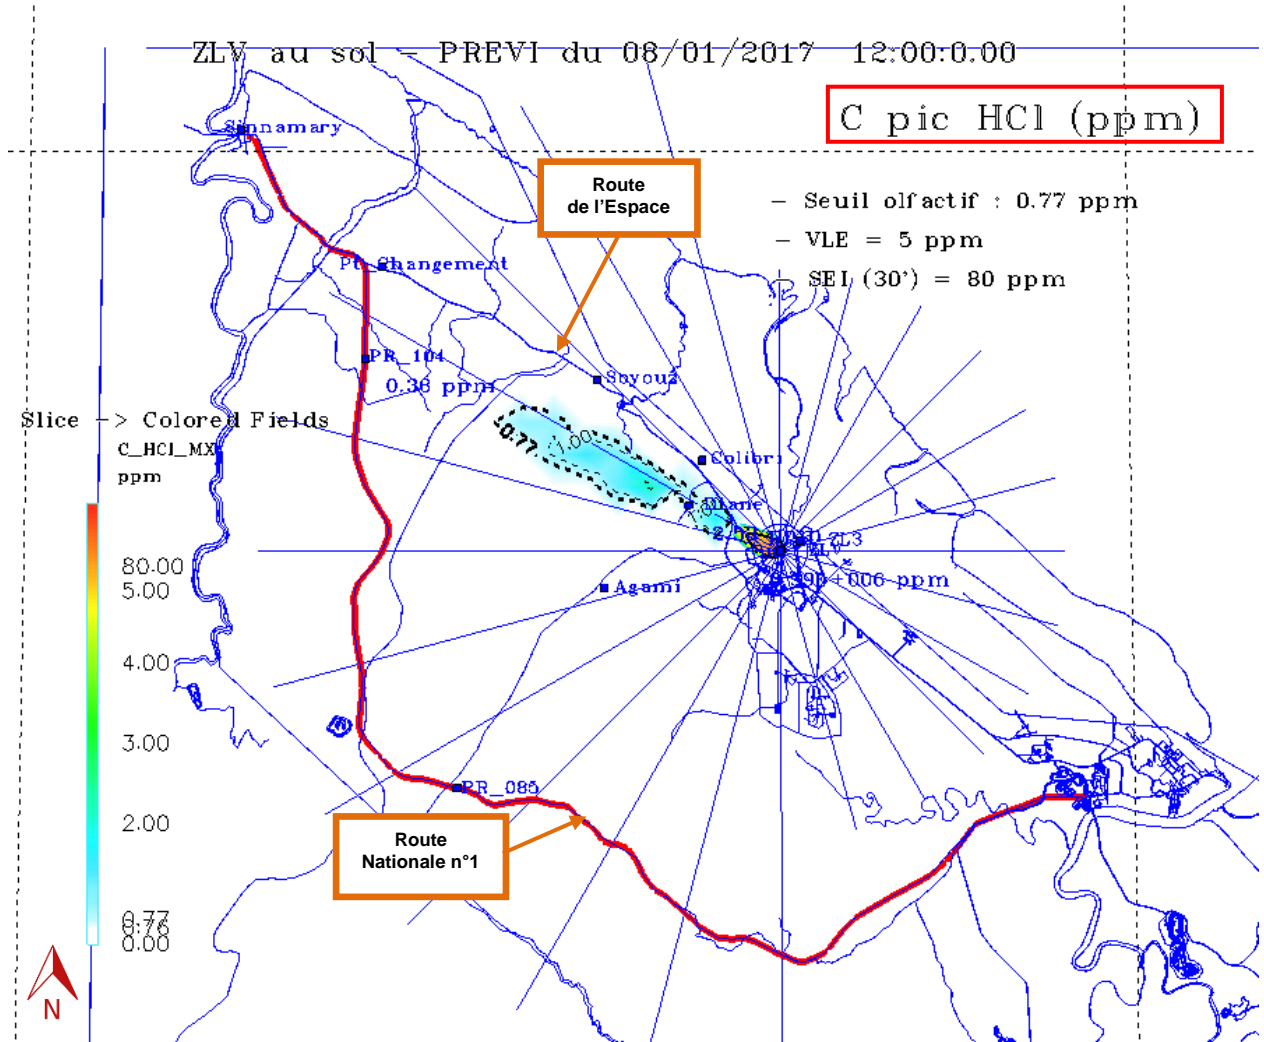 ZLV au sol - PREVI du 08/01/2017 12:00:0.00
C pic HCl (ppm)
Sinnamary
Route
de l'Espace
- Seuil olfactif : 0.77 ppm
- VLE = 5 ppm
- SEI (30') = 80 ppm
Pt_Changement
PR_104
0.36 ppm
Soyouz
Slice -> Colored Fields
C_HCl_MX
ppm
0.77
1.00
Colibri
Diane
ZL3
ZLV
Agami
80.00
5.00
4.00
3.00
2.00
0.77
0.76
0.00
PR_085
Route
Nationale n°1
N